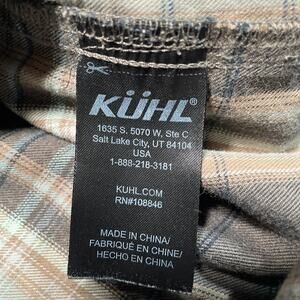 KÜHL®
1635 S. 5070 W, Ste C
Salt Lake City, UT 84104
USA
1-888-218-3181
KUHL.COM
RN#108846
MADE IN CHINA/
FABRIQUÉ EN CHINE/
HECHO EN CHINA